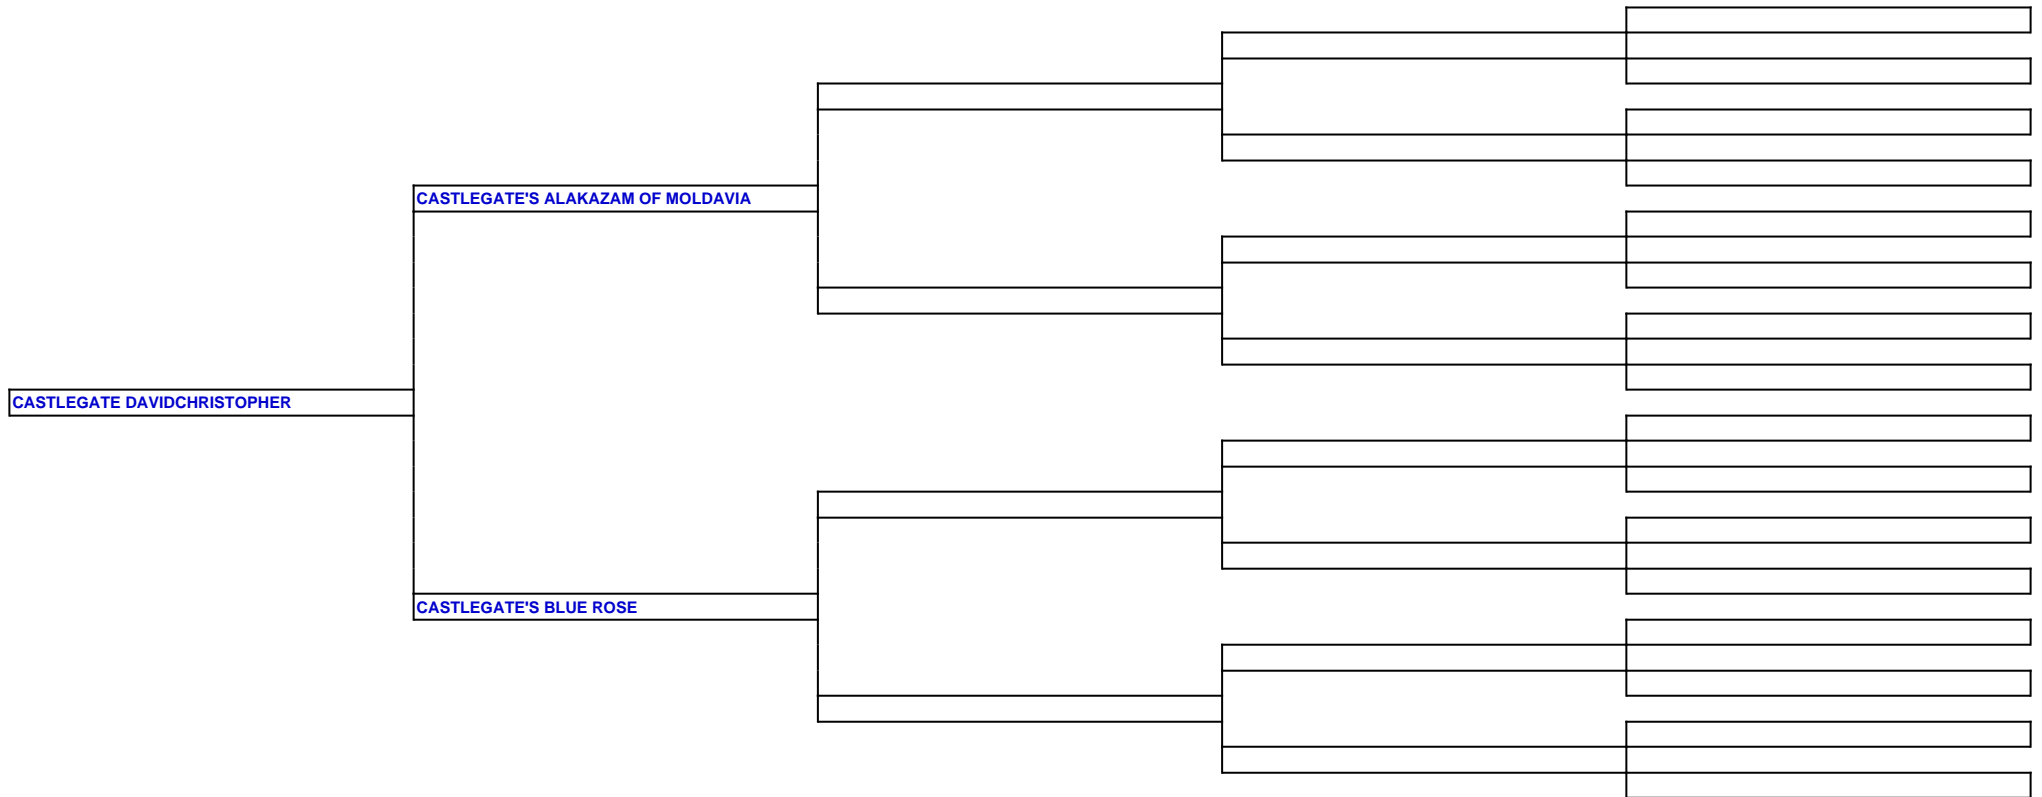 CASTLEGATE'S ALAKAZAM OF MOLDAVIA
CASTLEGATE DAVIDCHRISTOPHER
CASTLEGATE'S BLUE ROSE